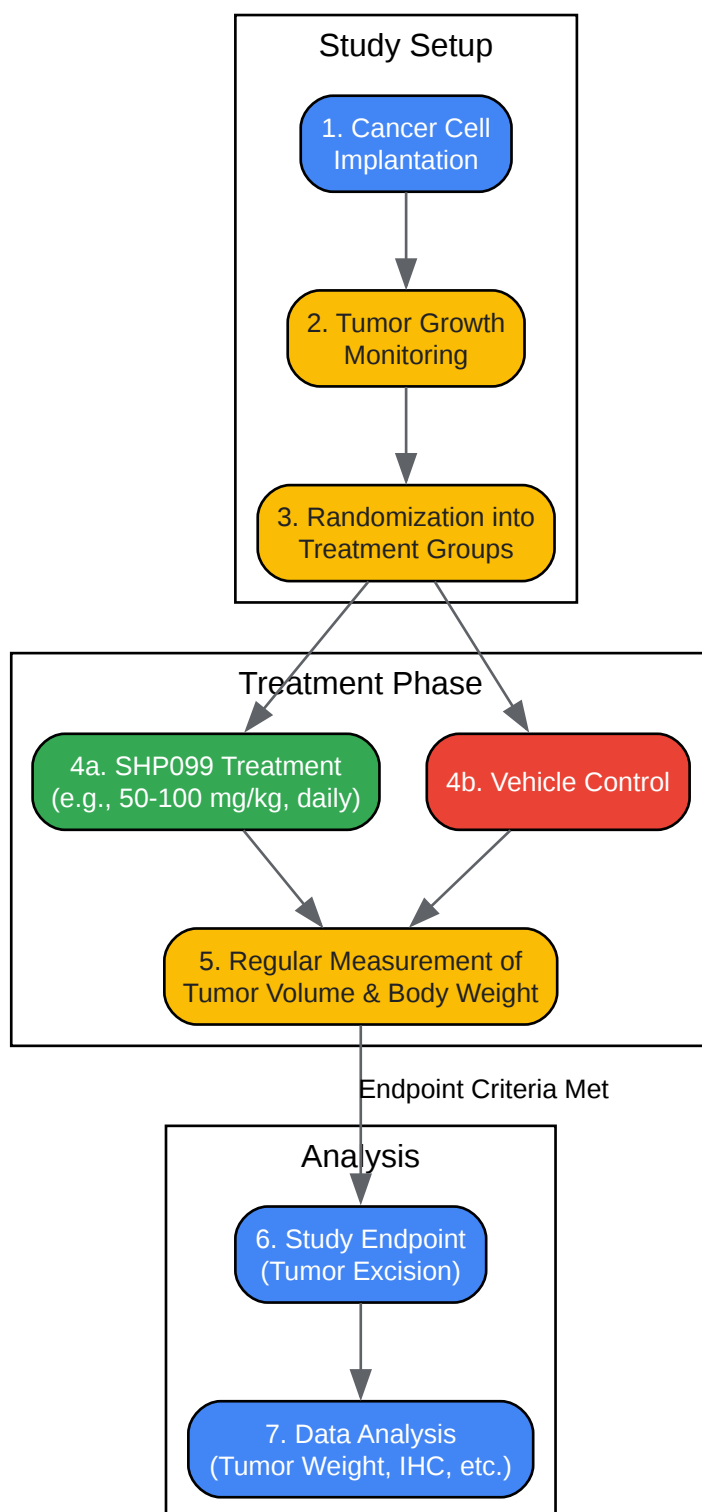 Study Setup
1. Cancer Cell
Implantation
2. Tumor Growth
Monitoring
3. Randomization into
Treatment Groups
Treatment Phase
4a. SHP099 Treatment
(e.g., 50-100 mg/kg, daily)
4b. Vehicle Control
5. Regular Measurement of
Tumor Volume & Body Weight
Endpoint Criteria Met
Analysis
6. Study Endpoint
(Tumor Excision)
7. Data Analysis
(Tumor Weight, IHC, etc.)